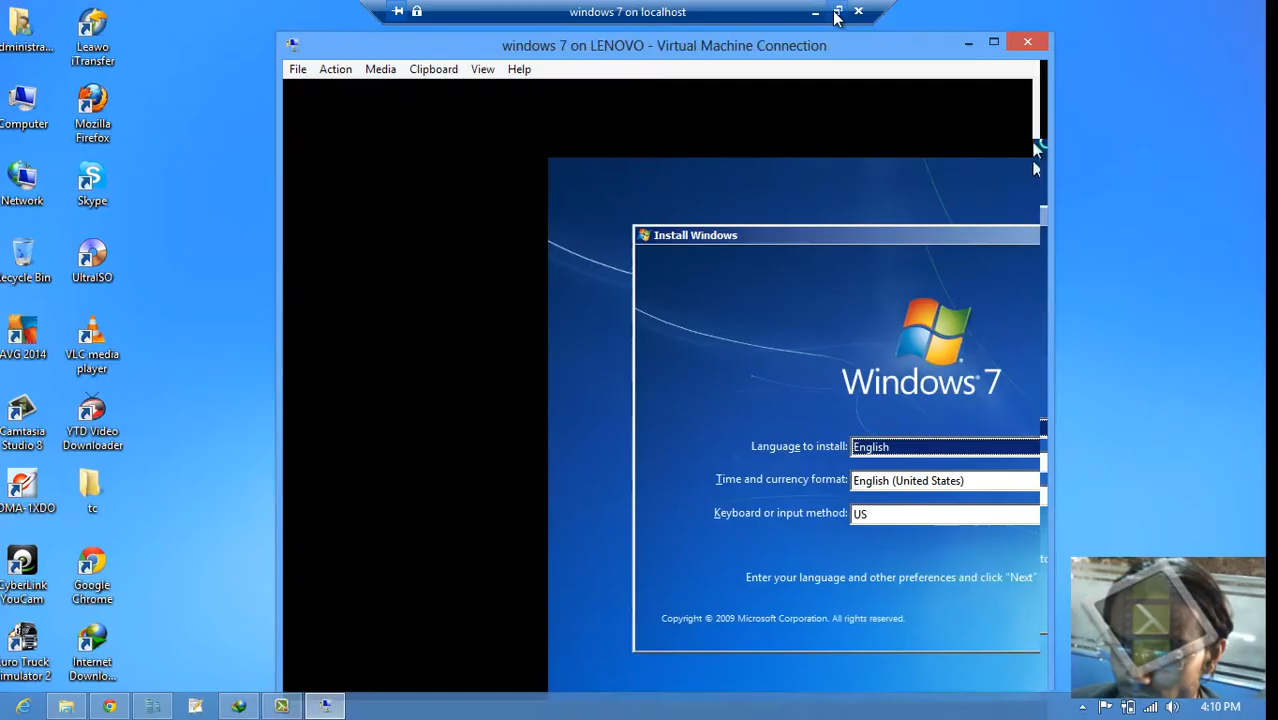 windows 7 on localhost
windows 7 on LENOVO - Virtual Machine Connection
File Action Media Clipboard View Help
Install Windows
Windows 7
Language to install: English
Time and currency format: English (United States)
Keyboard or input method: US
Enter your language and other preferences and click "Next"
to
Copyright © 2009 Microsoft Corporation. All rights reserved.
administra...
Leawo
iTransfer
Computer
Mozilla
Firefox
Network
Skype
Recycle Bin
UltraISO
AVG 2014
VLC media
player
Camtasia
Studio 8
YTD Video
Downloader
OMA-1XDO
tc
CyberLink
YouCam
Google
Chrome
Euro Truck
Simulator 2
Internet
Downlo...
4:10 PM